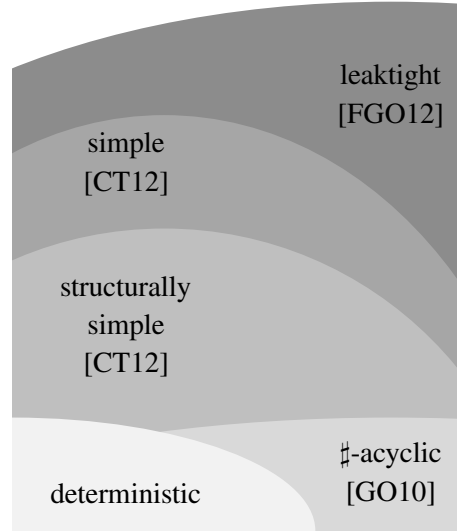 leaktight
[FGO12]
simple
[CT12]
structurally
simple
[CT12]
♯-acyclic
[GO10]
deterministic